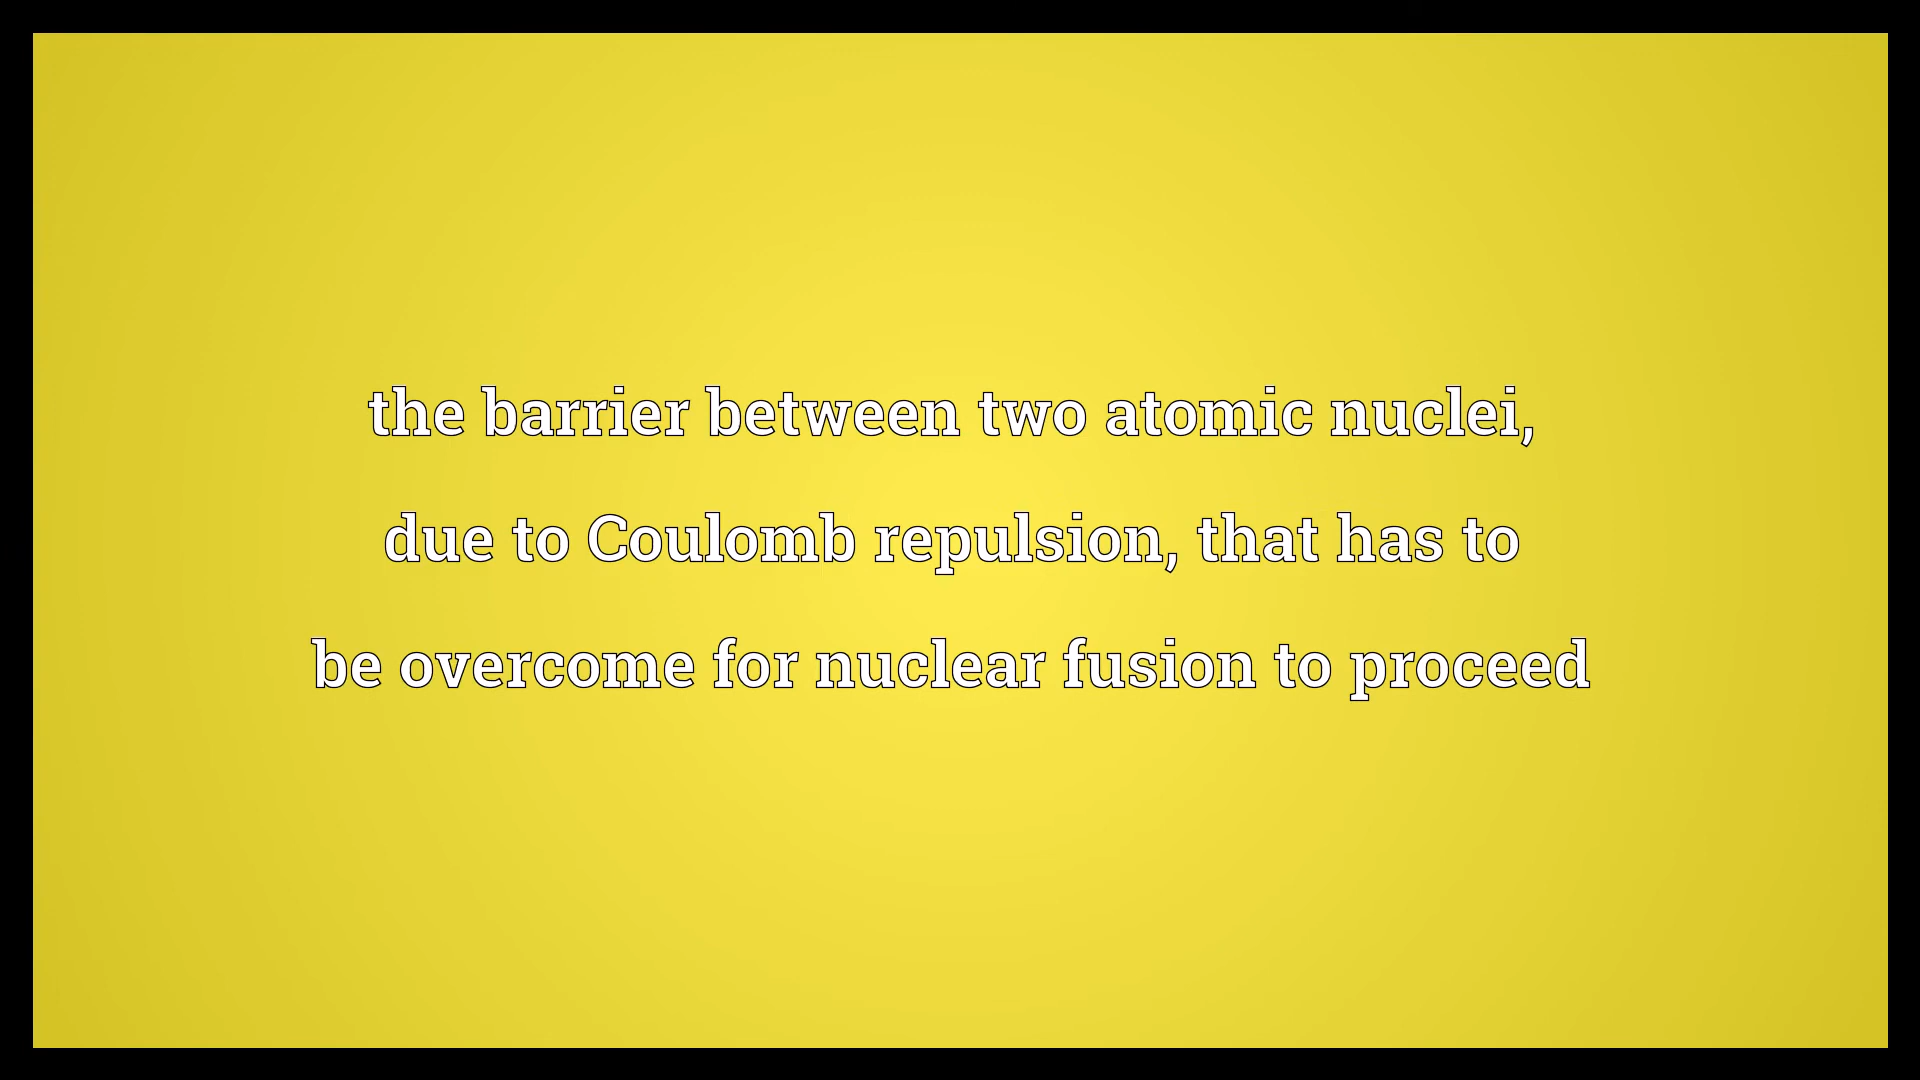 the barrier between two atomic nuclei,
due to Coulomb repulsion, that has to
be overcome for nuclear fusion to proceed